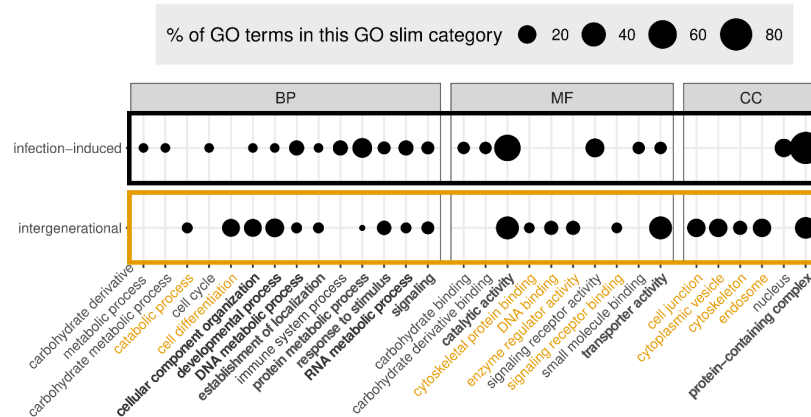 % of GO terms in this GO slim category 20 40 60 80
BP MF CC
infection−induced
intergenerational
carbohydrate derivative
metabolic process
carbohydrate metabolic process
catabolic process
cell cycle
cell differentiation
cellular component organization
developmental process
DNA metabolic process
establishment of localization
immune system process
protein metabolic process
response to stimulus
RNA metabolic process
signaling
carbohydrate binding
carbohydrate derivative binding
catalytic activity
cytoskeletal protein binding
DNA binding
enzyme regulator activity
signaling receptor activity
signaling receptor binding
small molecule binding
transporter activity
cell junction
cytoplasmic vesicle
cytoskeleton
endosome
nucleus
protein−containing complex